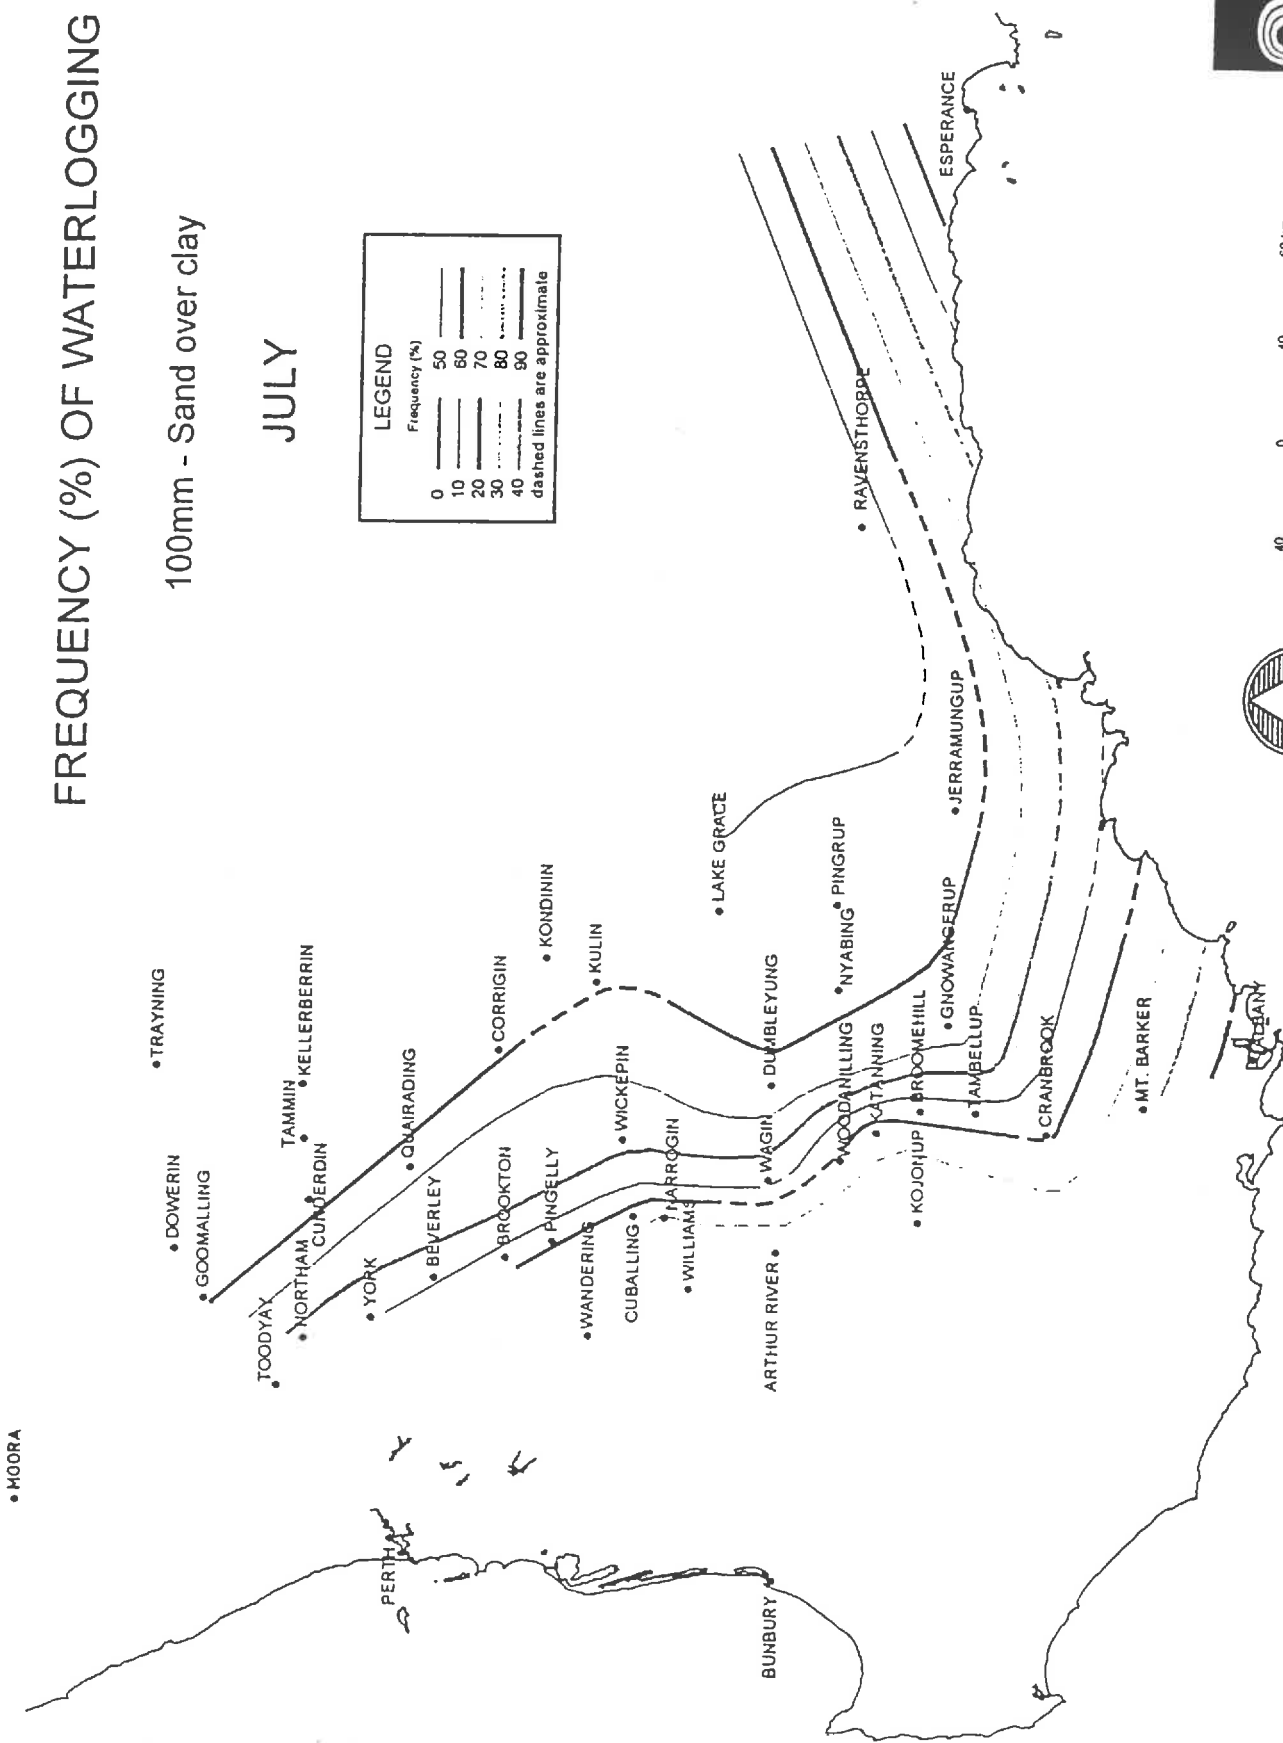 FREQUENCY (%) OF WATERLOGGING
100mm - Sand over clay
JULY
LEGEND
Frequency (%)
0 50
10 60
20 70
30 80
40 90
dashed lines are approximate
MOORA
TRAYNING
DOWERIN
GOOMALLING
TAMMIN
KELLERBERRIN
CUNDERDIN
TOODYAY
NORTHAM
YORK
QUAIRADING
PERTH
BEVERLEY
CORRIGIN
BROOKTON
KONDININ
PINGELLY
KULIN
WANDERING
WICKEPIN
CUBALLING
NARROGIN
WILLIAMS
LAKE GRACE
BUNBURY
ARTHUR RIVER
WAGIN
DUMBLEYUNG
WOODANILLING
NYABING
PINGRUP
RAVENSTHORPE
KATANNING
KOJONUP
BROOMEHILL
GNOWANGERUP
JERRAMUNGUP
ESPERANCE
TAMBELLUP
CRANBROOK
MT. BARKER
ALBANY
40
0
40